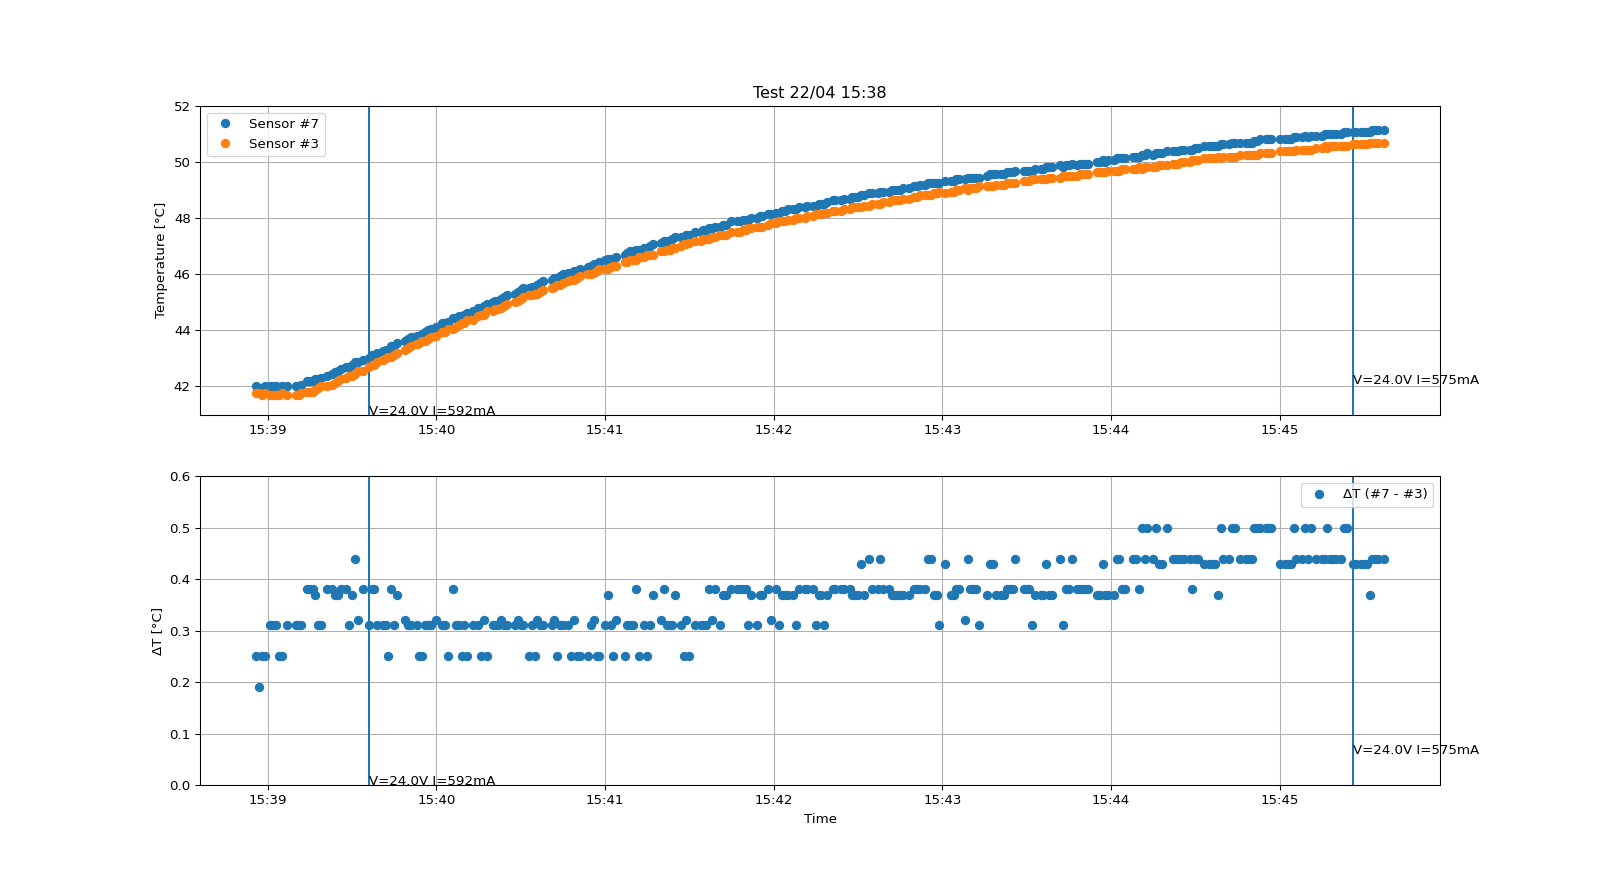 Test 22/04 15:38
Sensor #7
Sensor #3
Temperature [°C]
52
50
48
46
44
42
V=24.0V I=592mA
V=24.0V I=575mA
15:39
15:40
15:41
15:42
15:43
15:44
15:45
ΔT (#7 - #3)
ΔT [°C]
0.6
0.5
0.4
0.3
0.2
0.1
0.0
V=24.0V I=592mA
V=24.0V I=575mA
15:39
15:40
15:41
15:42
15:43
15:44
15:45
Time